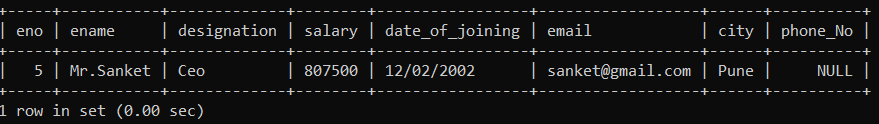 +-----+-----------+-------------+--------+-----------------+------------------+------+----------+
| eno | ename     | designation | salary | date_of_joining | email            | city | phone_No |
+-----+-----------+-------------+--------+-----------------+------------------+------+----------+
|   5 | Mr.Sanket | Ceo         | 807500 | 12/02/2002      | sanket@gmail.com | Pune |     NULL |
+-----+-----------+-------------+--------+-----------------+------------------+------+----------+
1 row in set (0.00 sec)